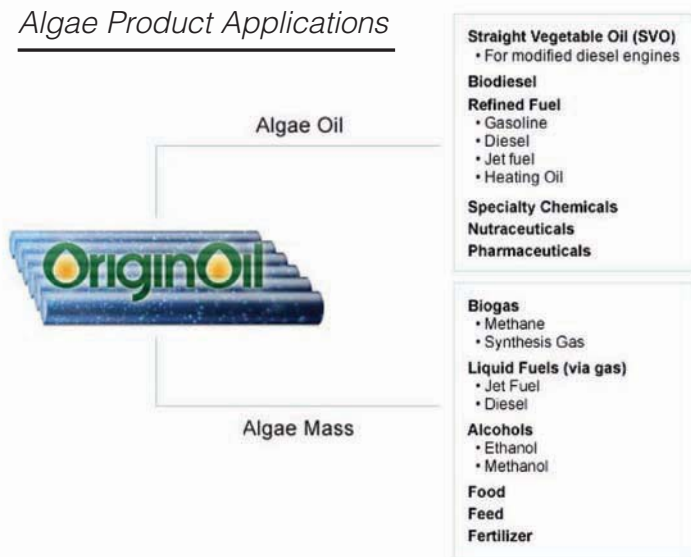 Algae Product Applications
Algae Oil
Straight Vegetable Oil (SVO)
• For modified diesel engines
Biodiesel
Refined Fuel
• Gasoline
• Diesel
• Jet fuel
• Heating Oil
Specialty Chemicals
Nutraceuticals
Pharmaceuticals
OriginOil
Algae Mass
Biogas
• Methane
• Synthesis Gas
Liquid Fuels (via gas)
• Jet Fuel
• Diesel
Alcohols
• Ethanol
• Methanol
Food
Feed
Fertilizer